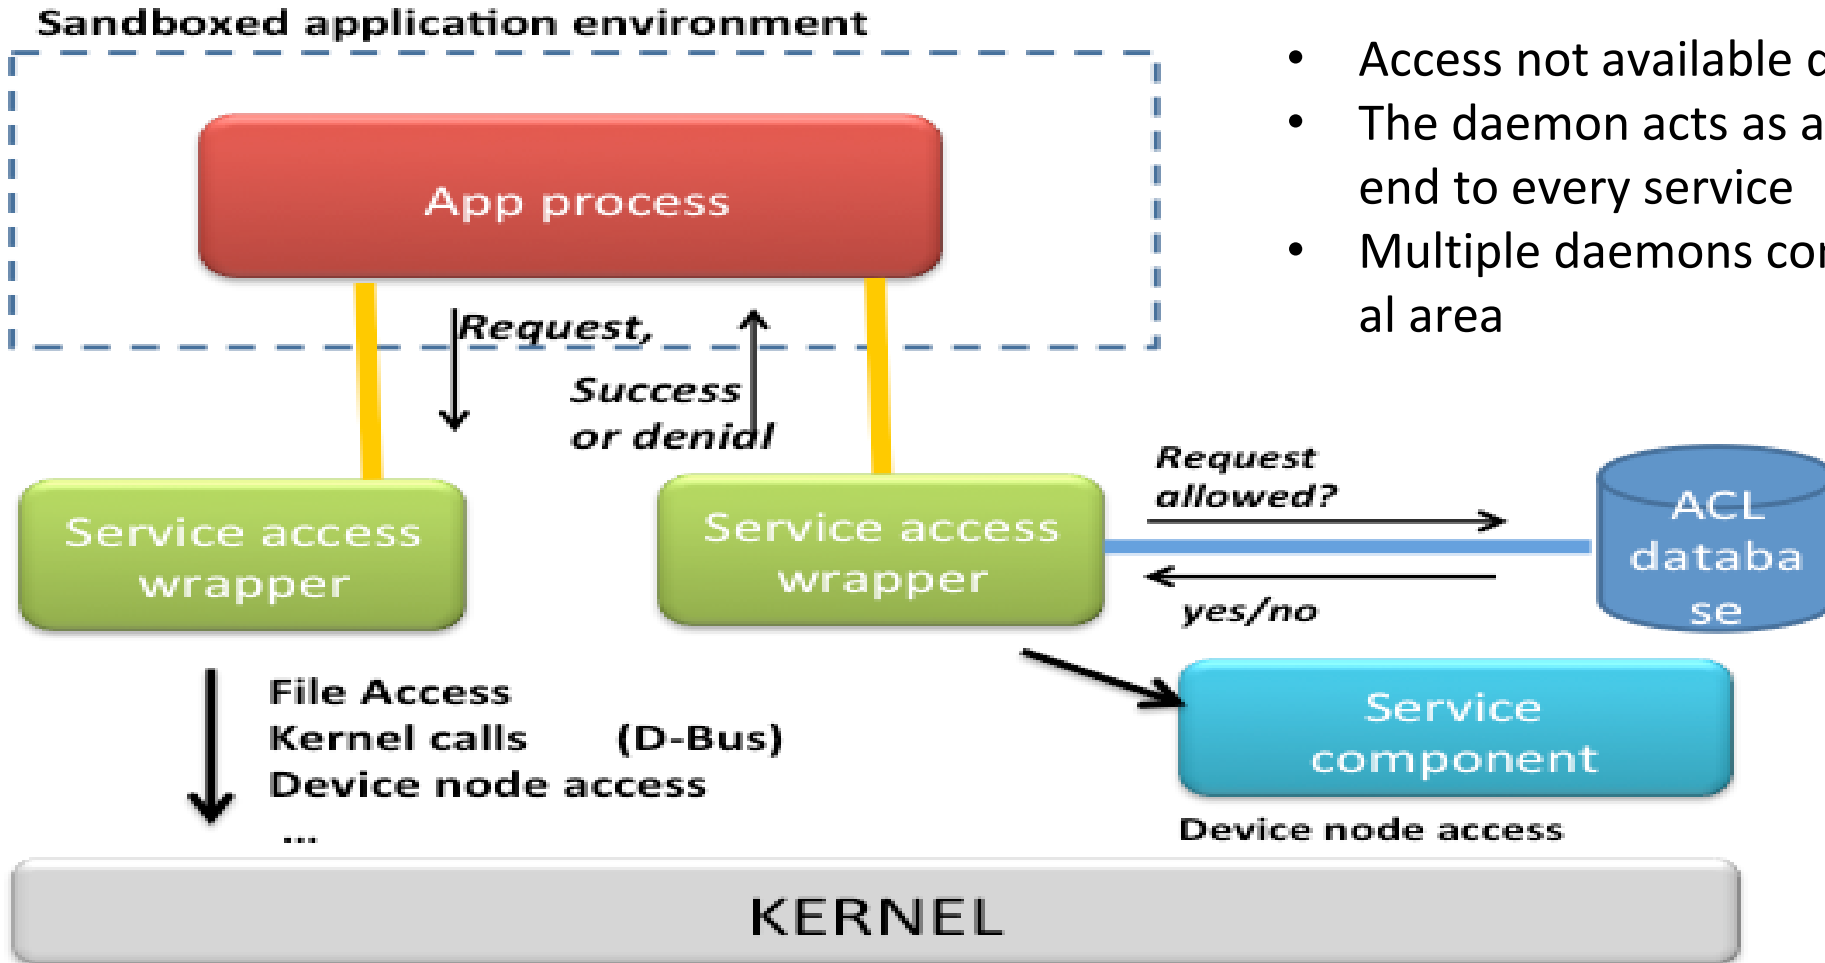 Sandboxed application environment
Access not available
The daemon acts as a
end to every service
Multiple daemons
al area
App process
Request,
Success
or denial
Service access
wrapper
Service access
wrapper
Request
allowed?
yes/no
ACL
databa
se
File Access
Kernel calls (D-Bus)
Device node access
...
Service
component
Device node access
KERNEL